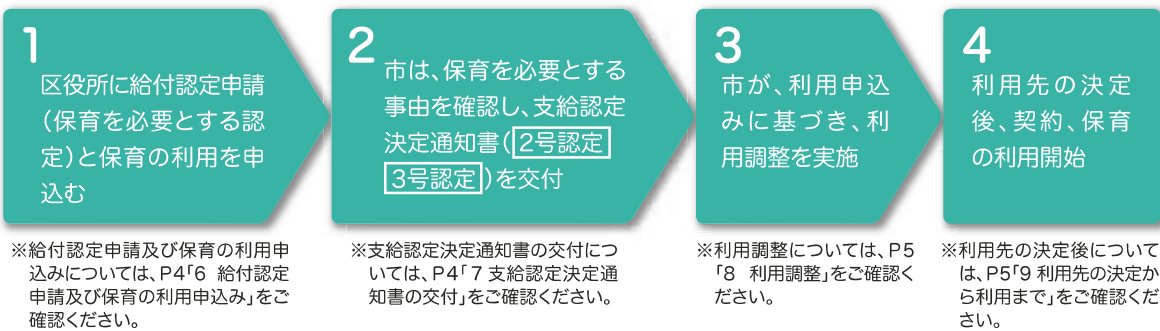 1
区役所に給付認定申請
(保育を必要とする認
定)と保育の利用を申
込む
2
市は、保育を必要とする
事由を確認し、支給認定
決定通知書(2号認定
3号認定)を交付
3
市が、利用申込
みに基づき、利
用調整を実施
4
利用先の決定
後、契約、保育
の利用開始
※給付認定申請及び保育の利用申
込みについては、P4「6 給付認定
申請及び保育の利用申込み」をご
確認ください。
※支給認定決定通知書の交付につ
いては、P4「7 支給認定決定通
知書の交付」をご確認ください。
※利用調整については、P5
「8 利用調整」をご確認く
ださい。
※利用先の決定後について
は、P5「9 利用先の決定か
ら利用まで」をご確認くだ
さい。